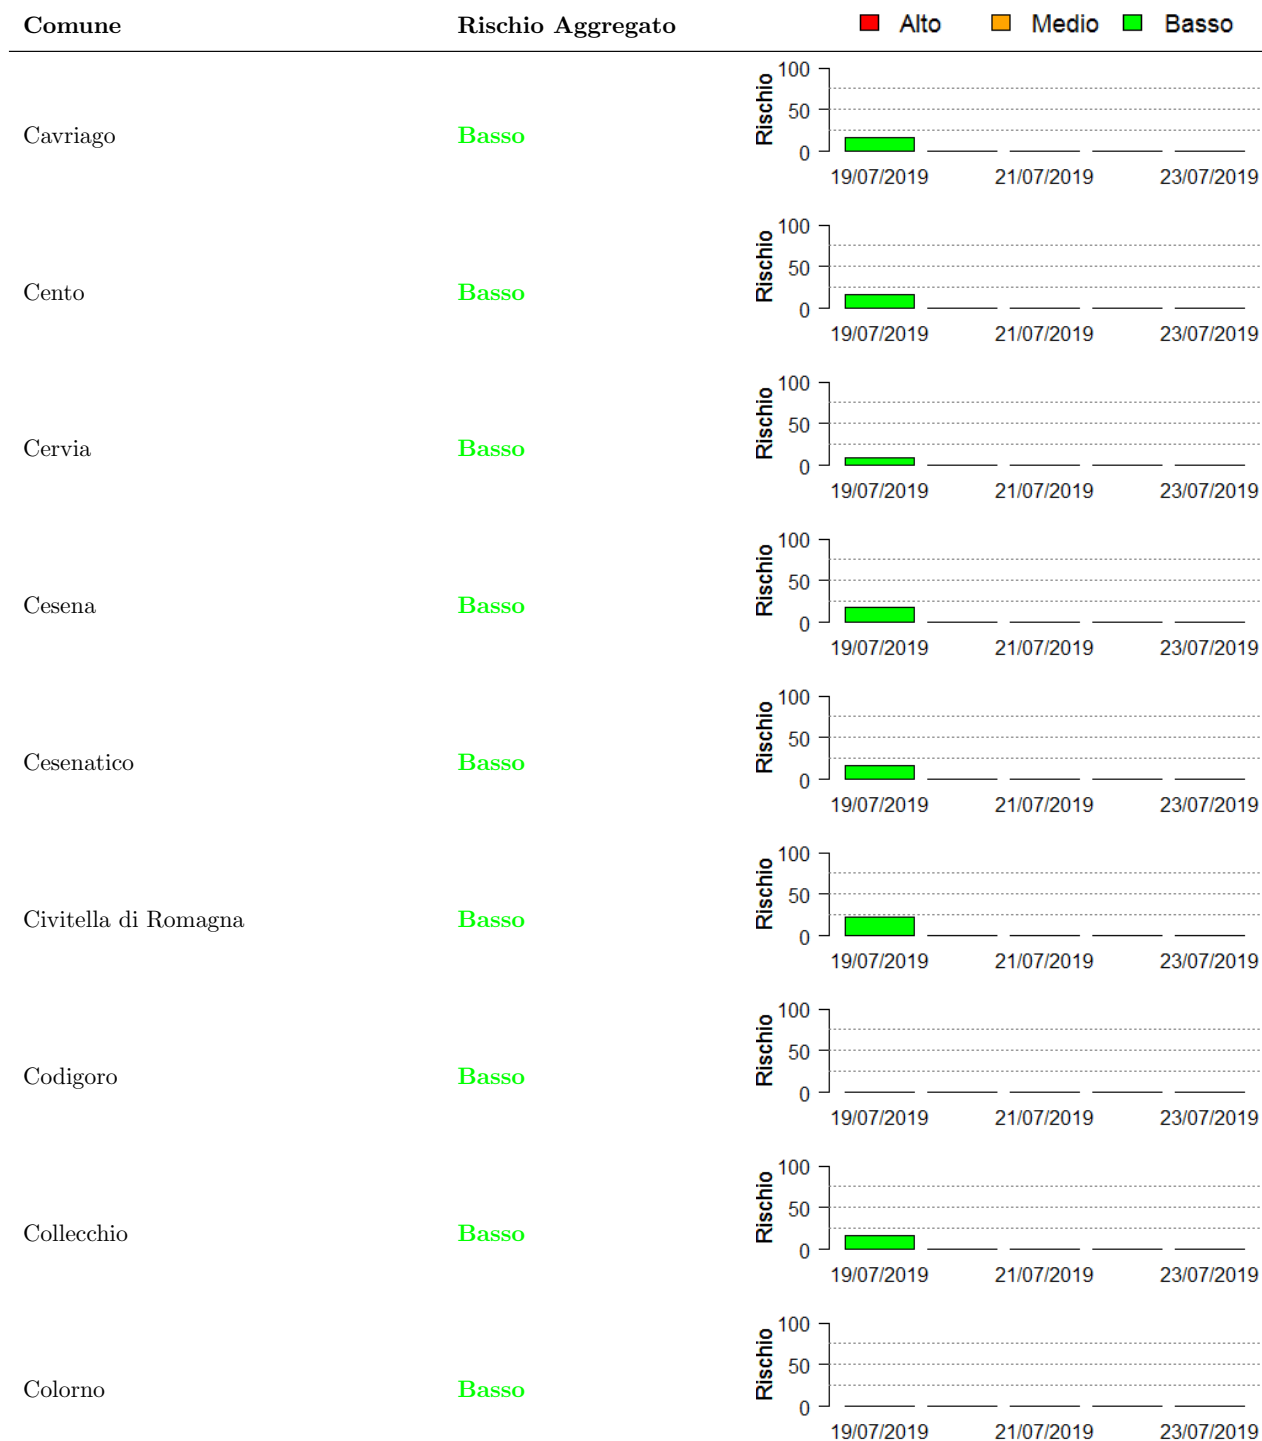 Comune Rischio Aggregato Alto Medio Basso
Cavriago Basso Rischio 100 50 0
19/07/2019 21/07/2019 23/07/2019
Cento Basso Rischio 100 50 0
19/07/2019 21/07/2019 23/07/2019
Cervia Basso Rischio 100 50 0
19/07/2019 21/07/2019 23/07/2019
Cesena Basso Rischio 100 50 0
19/07/2019 21/07/2019 23/07/2019
Cesenatico Basso Rischio 100 50 0
19/07/2019 21/07/2019 23/07/2019
Civitella di Romagna Basso Rischio 100 50 0
19/07/2019 21/07/2019 23/07/2019
Codigoro Basso Rischio 100 50 0
19/07/2019 21/07/2019 23/07/2019
Collecchio Basso Rischio 100 50 0
19/07/2019 21/07/2019 23/07/2019
Colorno Basso Rischio 100 50 0
19/07/2019 21/07/2019 23/07/2019